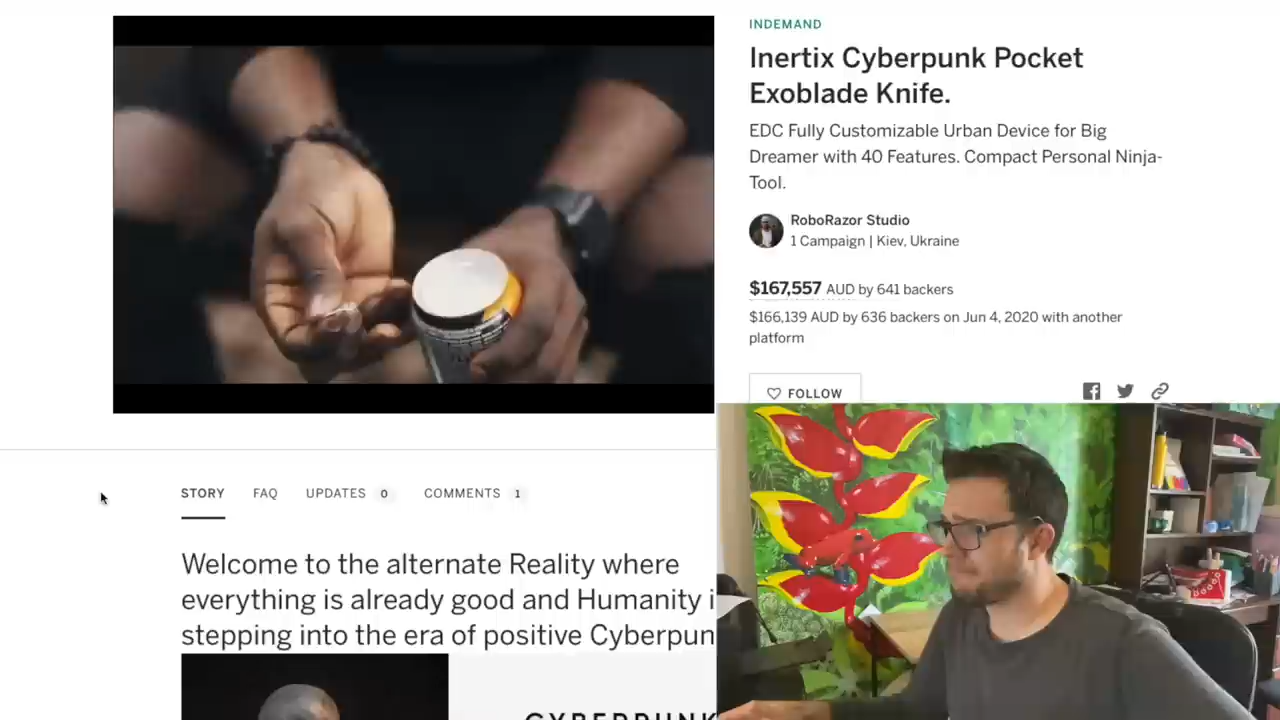 INDEMAND
Inertix Cyberpunk Pocket
Exoblade Knife.
EDC Fully Customizable Urban Device for Big
Dreamer with 40 Features. Compact Personal Ninja-
Tool.
RoboRazor Studio
1 Campaign | Kiev, Ukraine
$167,557 AUD by 641 backers
$166,139 AUD by 636 backers on Jun 4, 2020 with another
platform
FOLLOW
STORY FAQ UPDATES 0 COMMENTS 1
Welcome to the alternate Reality where
everything is already good and Humanity i
stepping into the era of positive Cyberpun
CYBERPUNK